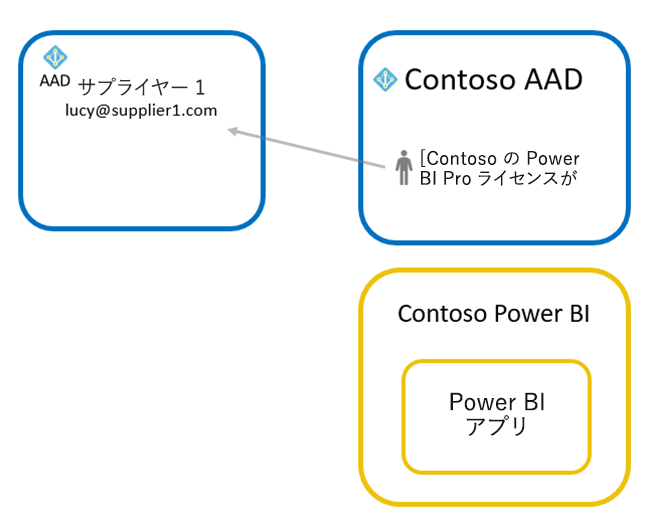 AAD サプライヤー 1
lucy@supplier1.com
Contoso AAD
[Contoso の Power
BI Pro ライセンスが
Contoso Power BI
Power BI
アプリ